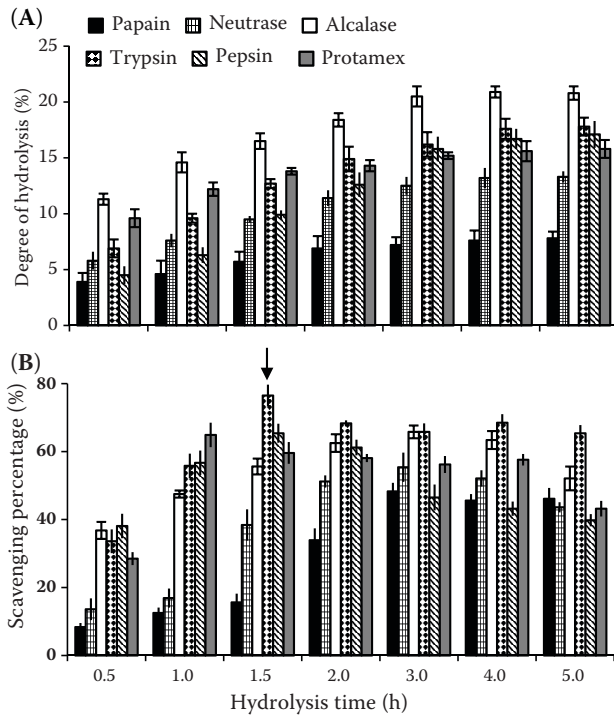 (A)
Papain Neutrase Alcalase
Trypsin Pepsin Protamex
Degree of hydrolysis (%)
25
20
15
10
5
0
(B)
Scavenging percentage (%)
80
60
40
20
0
0.5 1.0 1.5 2.0 3.0 4.0 5.0
Hydrolysis time (h)